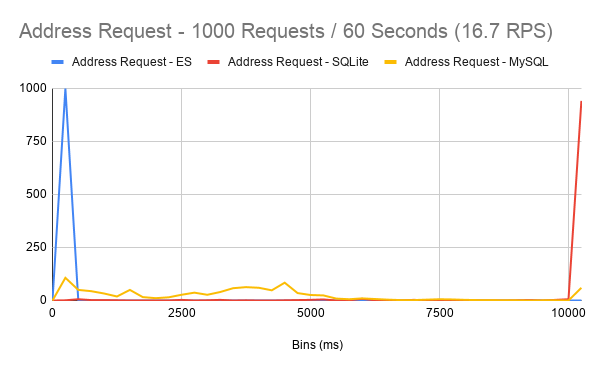 Address Request - 1000 Requests / 60 Seconds (16.7 RPS)
Address Request - ES Address Request - SQLite Address Request - MySQL
1000
750
500
250
0
0 2500 5000 7500 10000
Bins (ms)